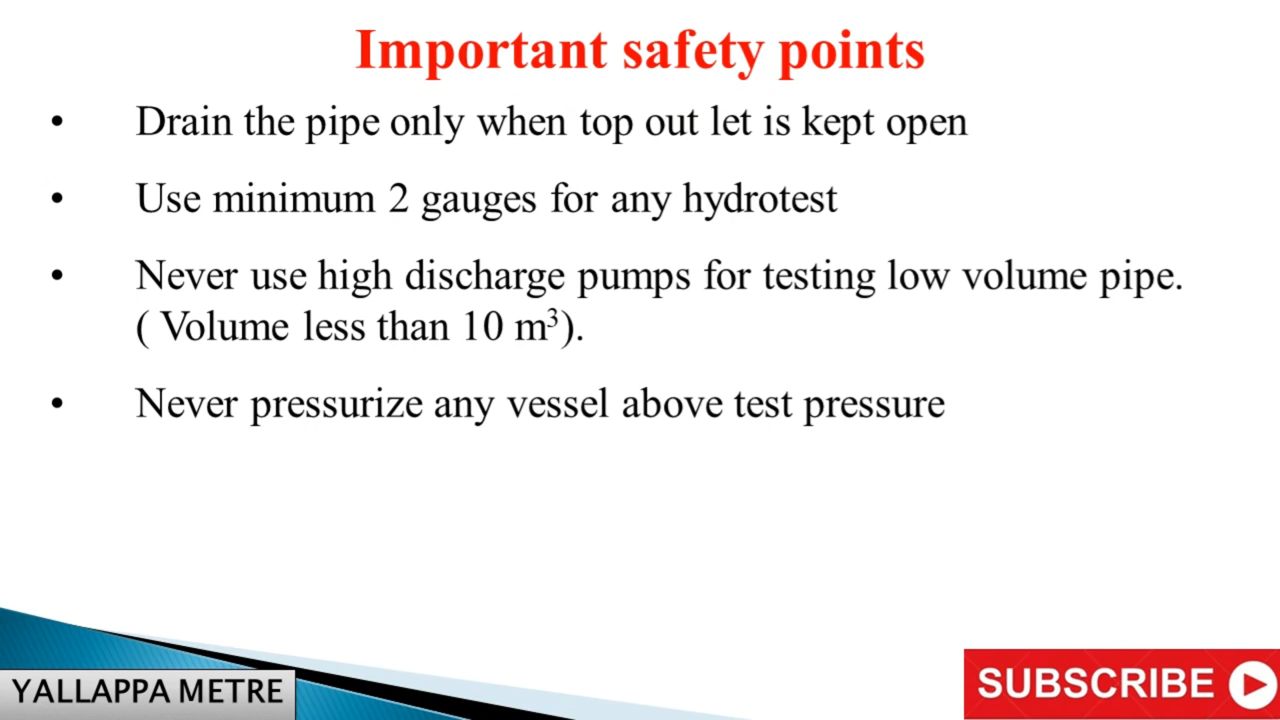 Important safety points
• Drain the pipe only when top out let is kept open
• Use minimum 2 gauges for any hydrotest
• Never use high discharge pumps for testing low volume pipe.
( Volume less than 10 m³).
• Never pressurize any vessel above test pressure
YALLAPPA METRE
SUBSCRIBE